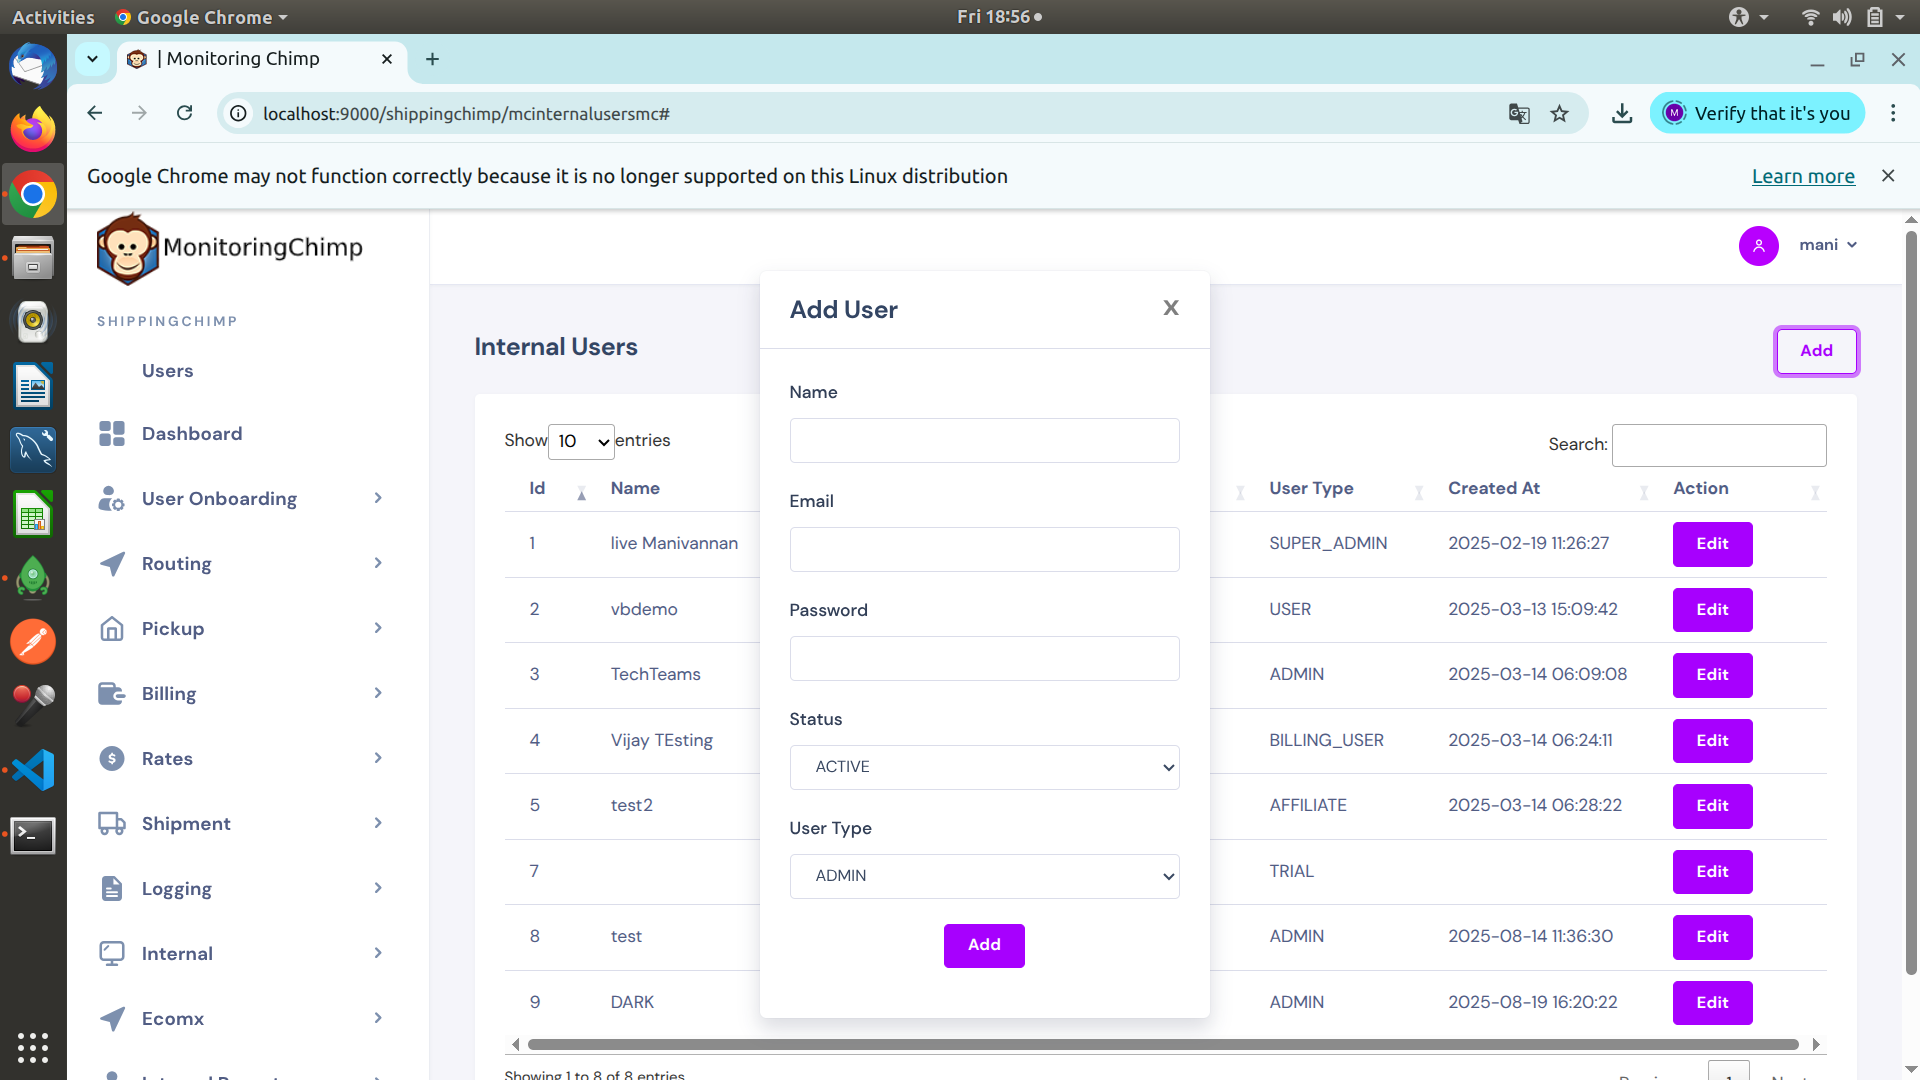 Activities
Google Chrome
Fri 18:56
| Monitoring Chimp
localhost:9000/shippingchimp/mcinternalusersmc#
M
Verify that it's you
Google Chrome may not function correctly because it is no longer supported on this Linux distribution
Learn more
MonitoringChimp
SHIPPINGCHIMP
Users
Dashboard
User Onboarding
Routing
Pickup
Billing
Rates
Shipment
Logging
Internal
Ecomx
mani
Internal Users
Add
Show 10 entries
Search:
Id Name User Type Created At Action
1 live Manivannan SUPER_ADMIN 2025-02-19 11:26:27 Edit
2 vbdemo USER 2025-03-13 15:09:42 Edit
3 TechTeams ADMIN 2025-03-14 06:09:08 Edit
4 Vijay TEsting BILLING_USER 2025-03-14 06:24:11 Edit
5 test2 AFFILIATE 2025-03-14 06:28:22 Edit
7 TRIAL Edit
8 test ADMIN 2025-08-14 11:36:30 Edit
9 DARK ADMIN 2025-08-19 16:20:22 Edit
Showing 1 to 8 of 8 entries
Add User
X
Name
Email
Password
Status
ACTIVE
User Type
ADMIN
Add